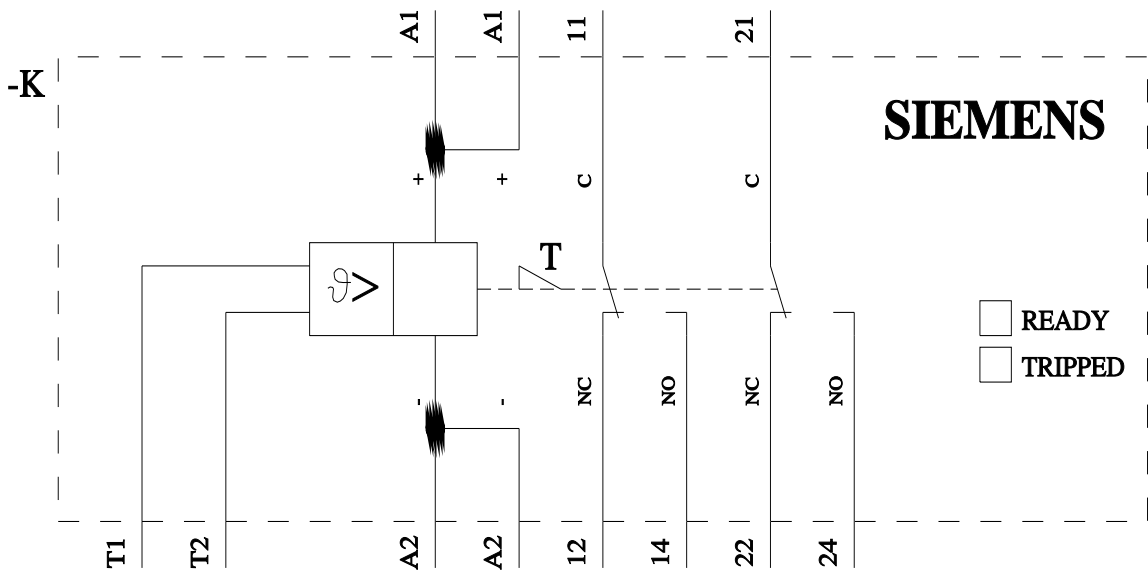 A1
A1
11
21
-K
SIEMENS
+
+
C
C
T
ϑ>
READY
TRIPPED
-
-
NC
NO
NC
NO
T1
T2
A2
A2
12
14
22
24